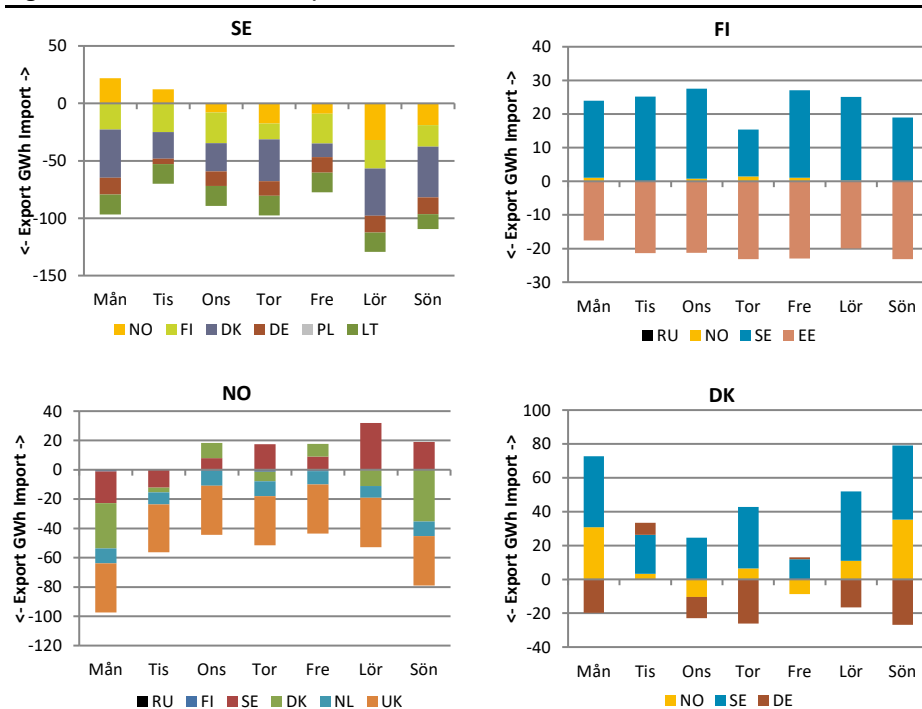 SE
<- Export GWh Import ->
50
0
-50
-100
-150
Mån Tis Ons Tor Fre Lör Sön
NO FI DK DE PL LT
FI
<- Export GWh Import ->
40
30
20
10
0
-10
-20
-30
Mån Tis Ons Tor Fre Lör Sön
RU NO SE EE
NO
<- Export GWh Import ->
40
20
0
-20
-40
-60
-80
-100
-120
Mån Tis Ons Tor Fre Lör Sön
RU FI SE DK NL UK
DK
<- Export GWh Import ->
100
80
60
40
20
0
-20
-40
Mån Tis Ons Tor Fre Lör Sön
NO SE DE